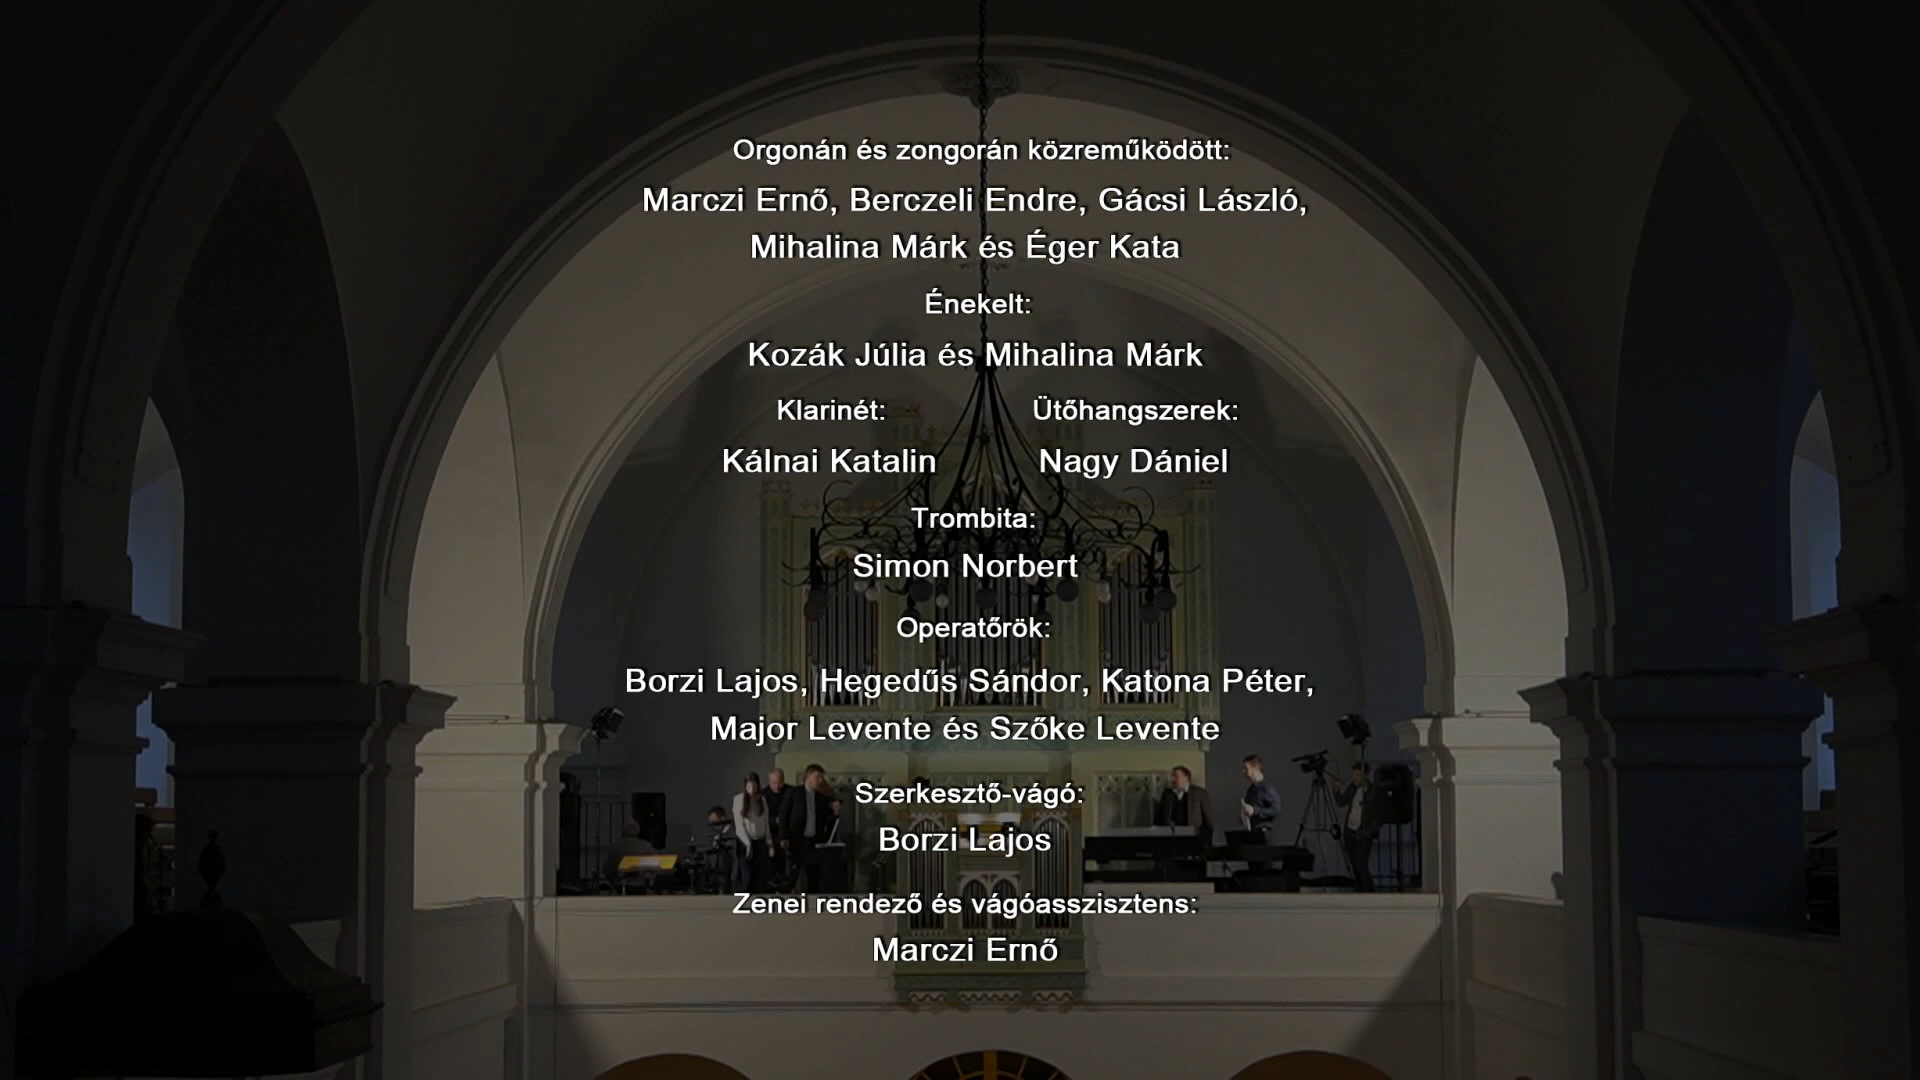 Orgonán és zongorán közreműködött:
Marczi Ernő, Berczeli Endre, Gácsi László,
Mihalina Márk és Éger Kata
Énekelt:
Kozák Júlia és Mihalina Márk
Klarinét: Ütőhangszerek:
Kálnai Katalin Nagy Dániel
Trombita:
Simon Norbert
Operatőrök:
Borzi Lajos, Hegedűs Sándor, Katona Péter,
Major Levente és Szőke Levente
Szerkesztő-vágó:
Borzi Lajos
Zenei rendező és vágóasszisztens:
Marczi Ernő